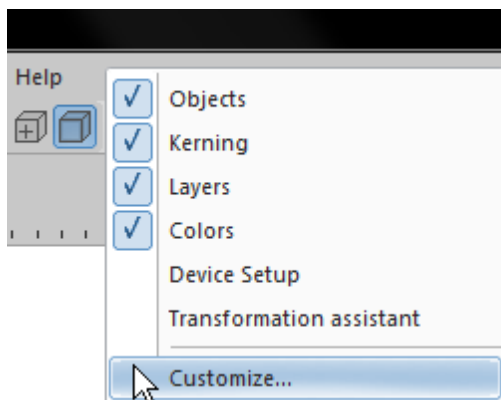 Help
Objects
Kerning
Layers
Colors
Device Setup
Transformation assistant
Customize...